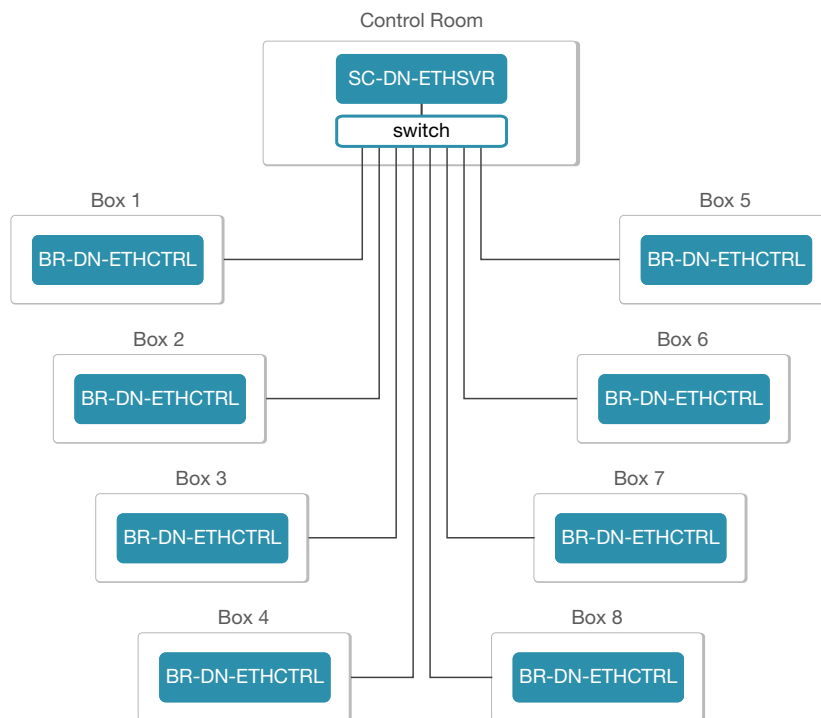 Control Room
SC-DN-ETHSVR
switch
Box 1
BR-DN-ETHCTRL
Box 5
BR-DN-ETHCTRL
Box 2
BR-DN-ETHCTRL
Box 6
BR-DN-ETHCTRL
Box 3
BR-DN-ETHCTRL
Box 7
BR-DN-ETHCTRL
Box 4
BR-DN-ETHCTRL
Box 8
BR-DN-ETHCTRL